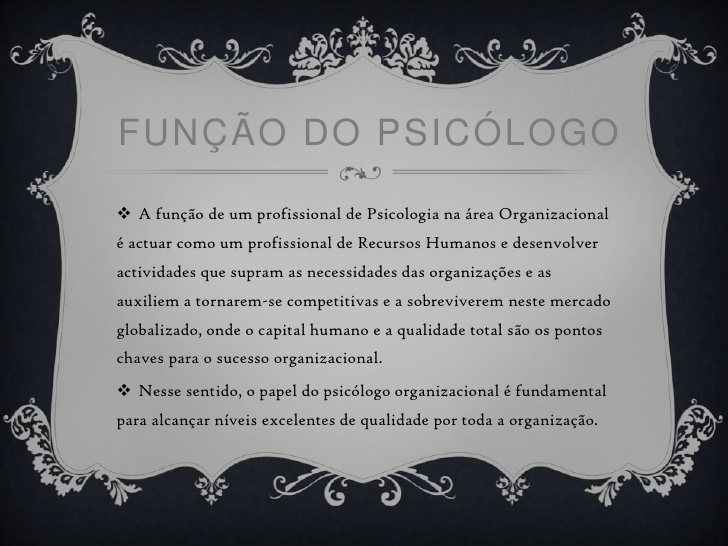 FUNÇÃO DO PSICÓLOGO
❖ A função de um profissional de Psicologia na área Organizacional
é actuar como um profissional de Recursos Humanos e desenvolver
actividades que supram as necessidades das organizações e as
auxiliem a tornarem-se competitivas e a sobreviverem neste mercado
globalizado, onde o capital humano e a qualidade total são os pontos
chaves para o sucesso organizacional.
❖ Nesse sentido, o papel do psicólogo organizacional é fundamental
para alcançar níveis excelentes de qualidade por toda a organização.